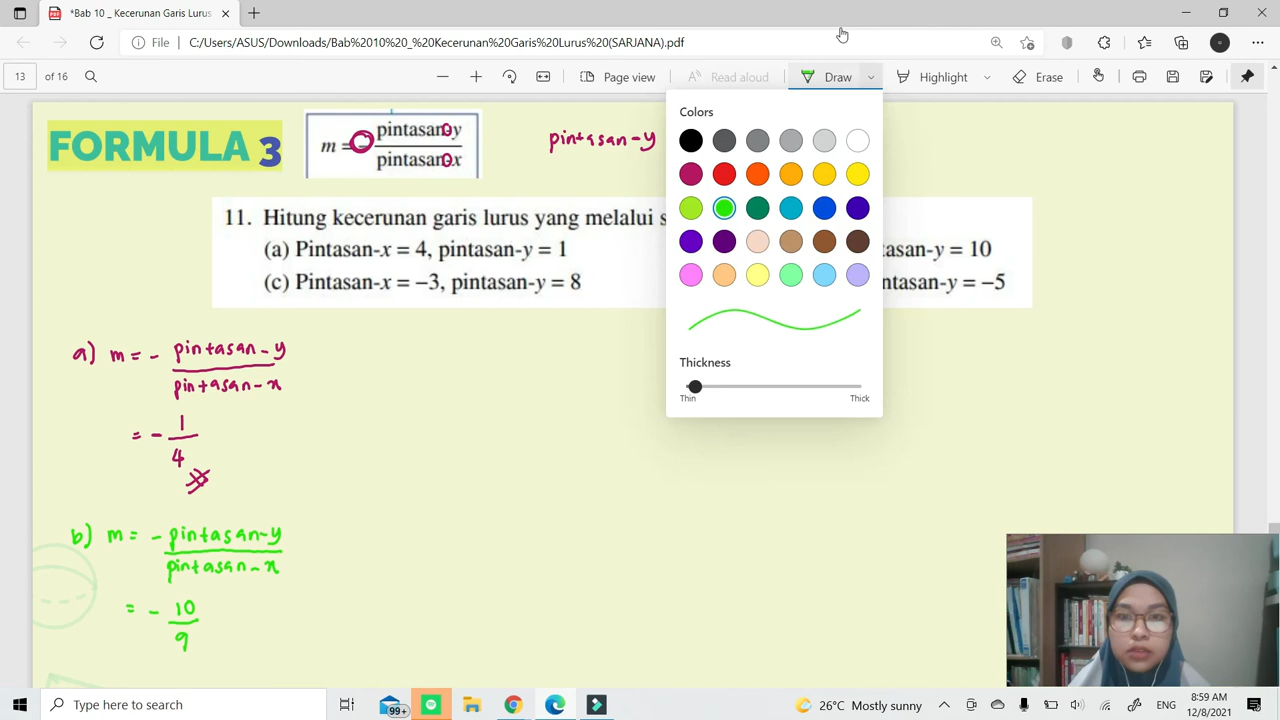 *Bab 10 _ Kecerunan Garis Lurus
File C:/Users/ASUS/Downloads/Bab%2010%20_%20Kecerunan%20Garis%20Lurus%20(SARJANA).pdf
13 of 16 Page view Read aloud Draw Highlight Erase
FORMULA 3
m = - pintasan-y
pintasan-x
pintasan-y
Colors
11. Hitung kecerunan garis lurus yang melalui s
(a) Pintasan-x = 4, pintasan-y = 1
asan-y = 10
(c) Pintasan-x = −3, pintasan-y = 8
ntasan-y = −5
Thickness
Thin Thick
a) m = - pintasan-y
pintasan-x
= - 1
4
b) m = - pintasan-y
pintasan-x
= - 10
9
Type here to search
99+
26°C Mostly sunny
ENG
8:59 AM
12/8/2021